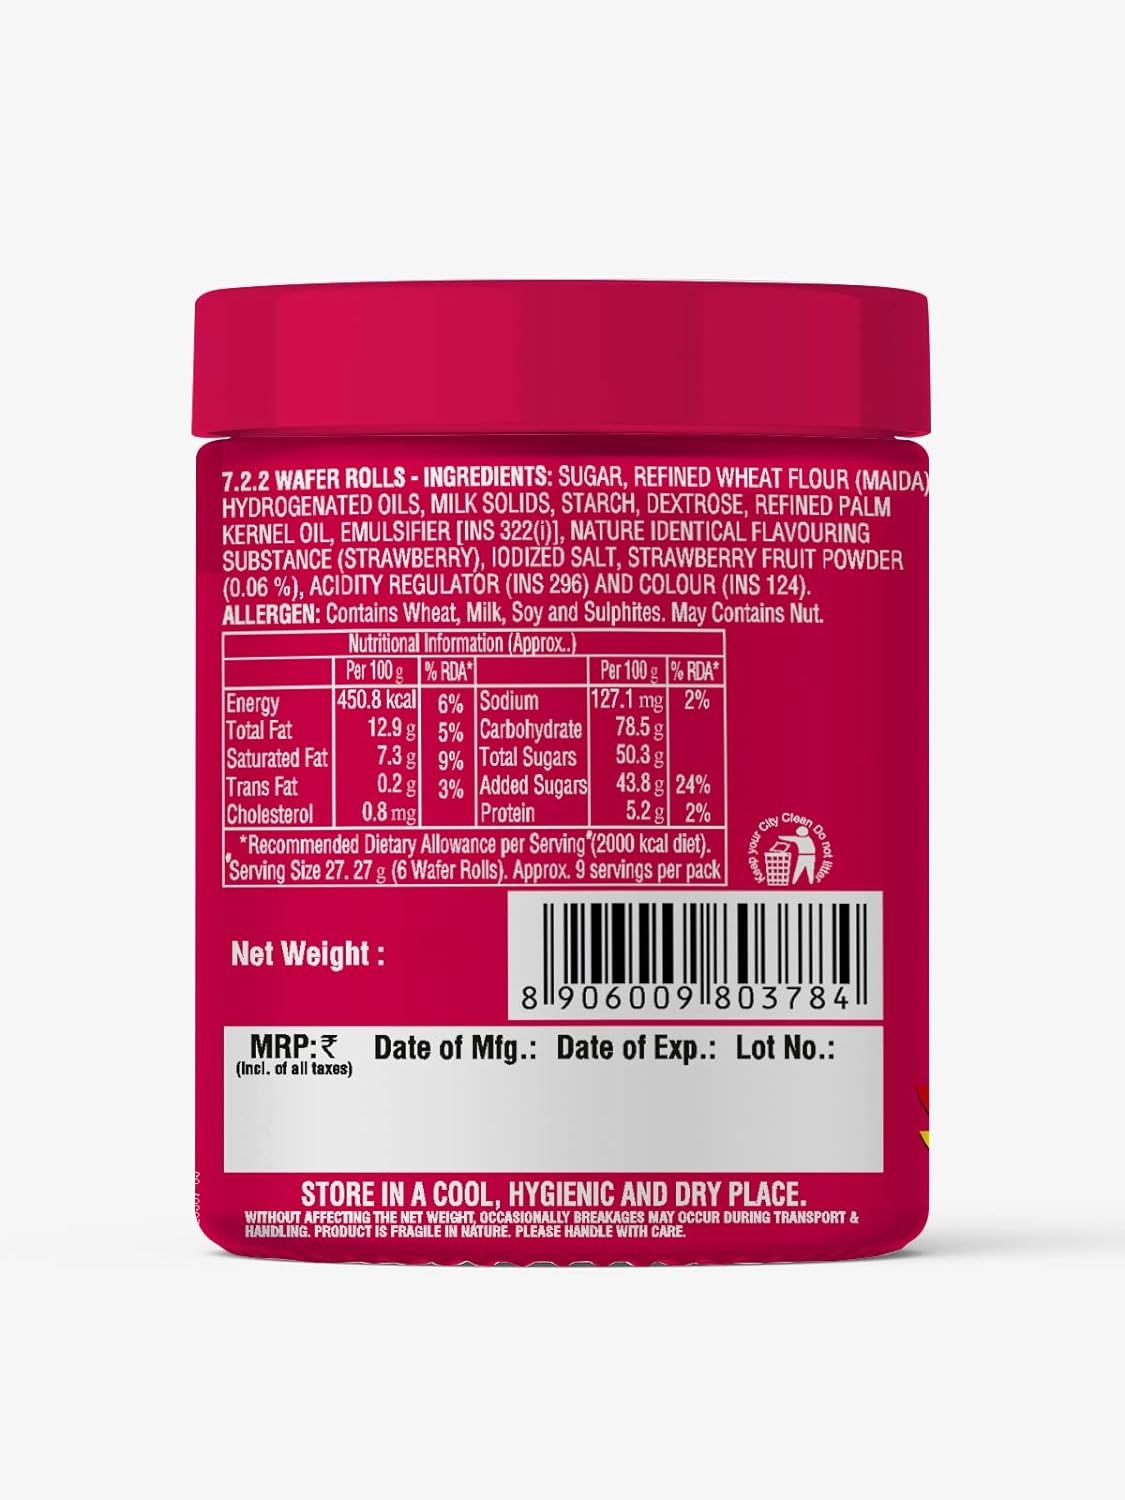 7.2.2 WAFER ROLLS - INGREDIENTS: SUGAR, REFINED WHEAT FLOUR (MAIDA)
HYDROGENATED OILS, MILK SOLIDS, STARCH, DEXTROSE, REFINED PALM
KERNEL OIL, EMULSIFIER [INS 322(i)], NATURE IDENTICAL FLAVOURING
SUBSTANCE (STRAWBERRY), IODIZED SALT, STRAWBERRY FRUIT POWDER
(0.06 %), ACIDITY REGULATOR (INS 296) AND COLOUR (INS 124).
ALLERGEN: Contains Wheat, Milk, Soy and Sulphites. May Contains Nut.
Nutritional Information (Approx..)
Per 100 g % RDA* Per 100 g % RDA*
Energy 450.8 kcal 6% Sodium 127.1 mg 2%
Total Fat 12.9 g 5% Carbohydrate 78.5 g
Saturated Fat 7.3 g 9% Total Sugars 50.3 g
Trans Fat 0.2 g 3% Added Sugars 43.8 g 24%
Cholesterol 0.8 mg Protein 5.2 g 2%
*Recommended Dietary Allowance per Serving#(2000 kcal diet).
#Serving Size 27. 27 g (6 Wafer Rolls). Approx. 9 servings per pack
Keep your City Clean Do not litter
Net Weight :
8 906009 803784
MRP:₹ Date of Mfg.: Date of Exp.: Lot No.:
(Incl. of all taxes)
STORE IN A COOL, HYGIENIC AND DRY PLACE.
WITHOUT AFFECTING THE NET WEIGHT, OCCASIONALLY BREAKAGES MAY OCCUR DURING TRANSPORT &
HANDLING. PRODUCT IS FRAGILE IN NATURE. PLEASE HANDLE WITH CARE.